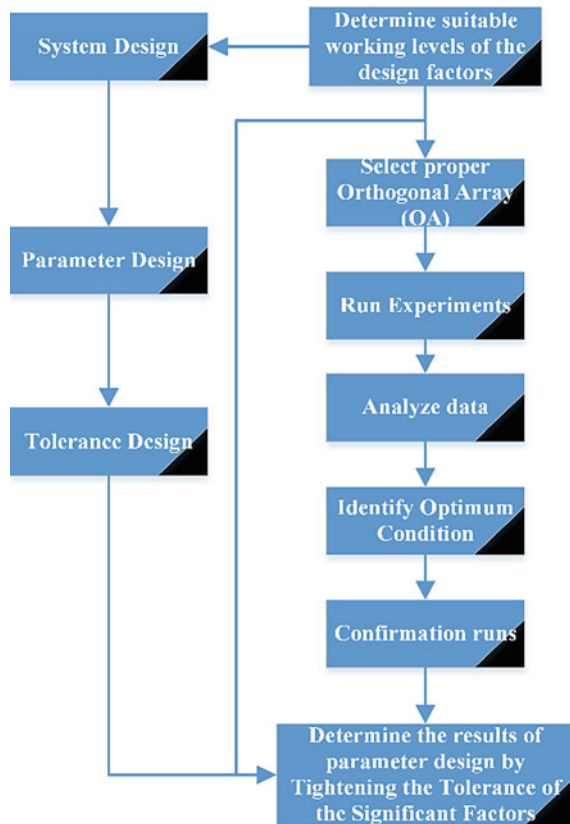 System Design
Determine suitable
working levels of the
design factors
Select proper
Orthogonal Array
(OA)
Parameter Design
Run Experiments
Analyze data
Tolerance Design
Identify Optimum
Condition
Confirmation runs
Determine the results of
parameter design by
Tightening the Tolerance of
the Significant Factors